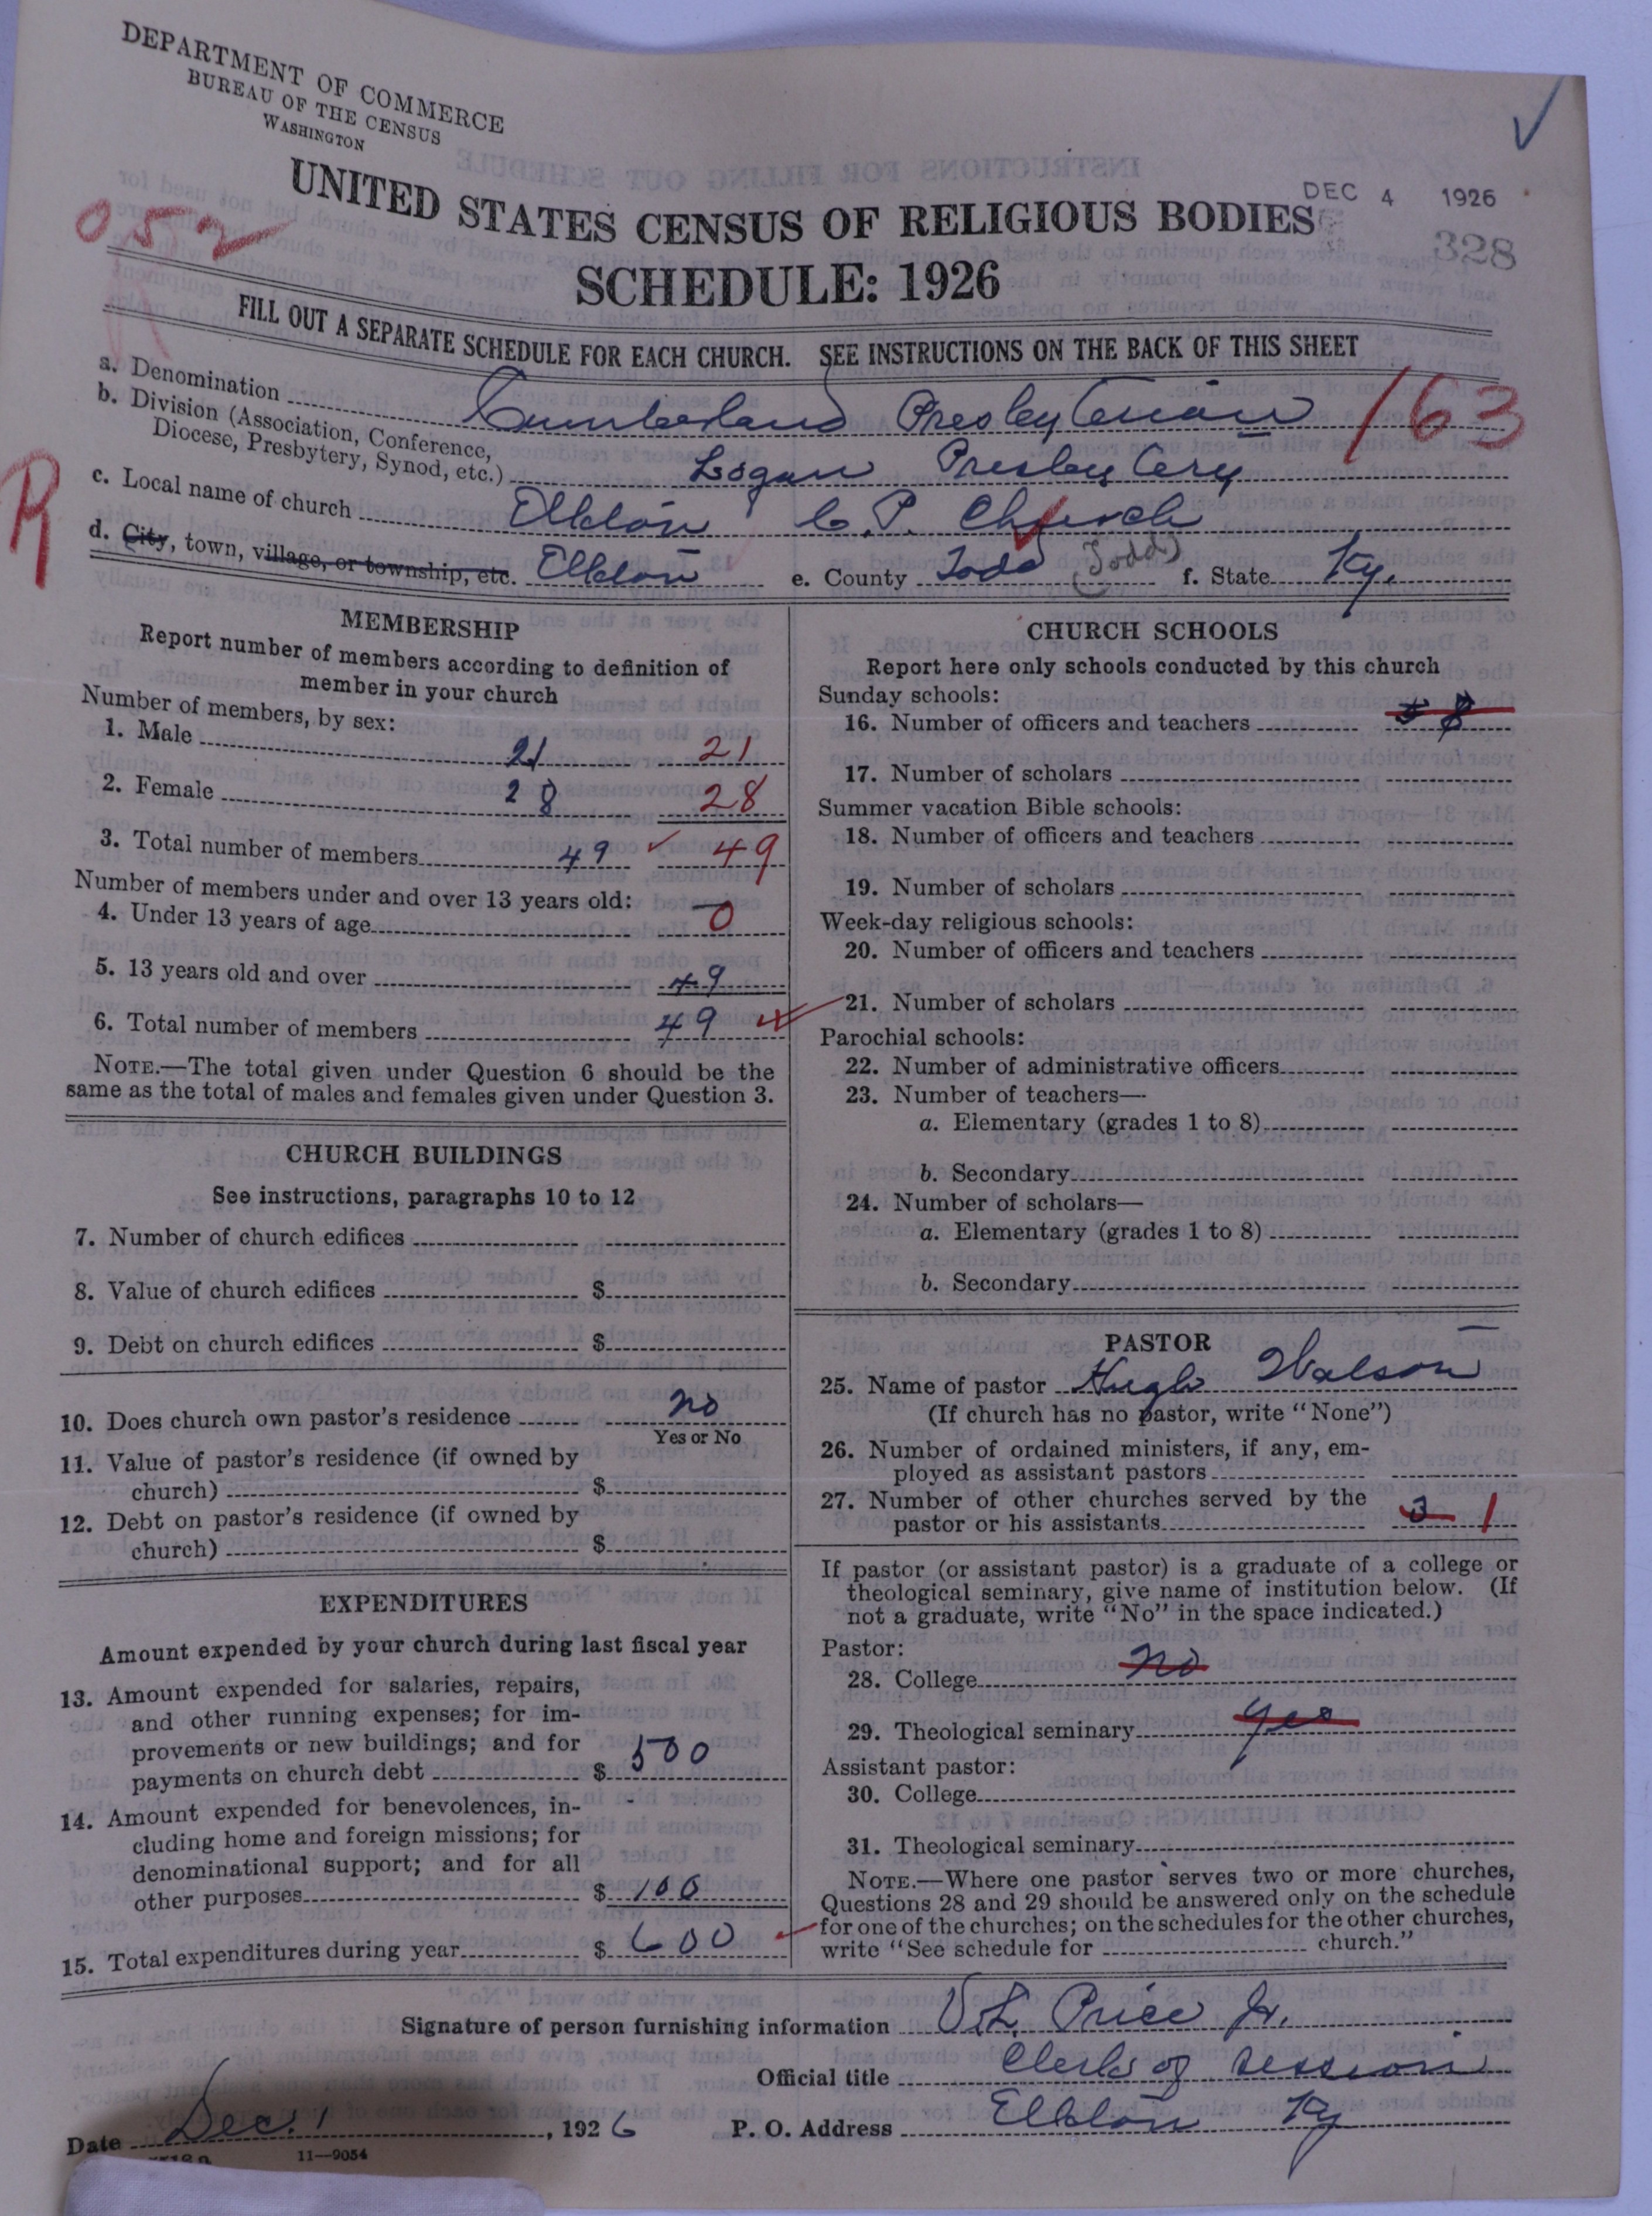 DEPARTMENT OF COMMERCE
BUREAU OF THE CENSUS
WASHINGTON
UNITED STATES CENSUS OF RELIGIOUS BODIES
DEC 4 1926
328
052
SCHEDULE: 1926
FILL OUT A SEPARATE SCHEDULE FOR EACH CHURCH. SEE INSTRUCTIONS ON THE BACK OF THIS SHEET
a. Denomination Cumberland Presbyterian 163
b. Division (Association, Conference,
Diocese, Presbytery, Synod, etc.) Logan Presbytery
R
c. Local name of church Elkton C. P. Church
d. City, town, village, or township, etc. Elkton e. County Todd (Todd) f. State Ky.
MEMBERSHIP
Report number of members according to definition of
member in your church
Number of members, by sex:
1. Male 21 21
2. Female 28 28
3. Total number of members 49 49
Number of members under and over 13 years old:
4. Under 13 years of age 0
5. 13 years old and over 49
6. Total number of members 49
NOTE.—The total given under Question 6 should be the
same as the total of males and females given under Question 3.
CHURCH BUILDINGS
See instructions, paragraphs 10 to 12
7. Number of church edifices
8. Value of church edifices $
9. Debt on church edifices $
10. Does church own pastor's residence no
Yes or No
11. Value of pastor's residence (if owned by
church) $
12. Debt on pastor's residence (if owned by
church) $
EXPENDITURES
Amount expended by your church during last fiscal year
13. Amount expended for salaries, repairs,
and other running expenses; for im-
provements or new buildings; and for
payments on church debt $ 500
14. Amount expended for benevolences, in-
cluding home and foreign missions; for
denominational support; and for all
other purposes $ 100
15. Total expenditures during year $ 600
CHURCH SCHOOLS
Report here only schools conducted by this church
Sunday schools:
16. Number of officers and teachers 8
17. Number of scholars
Summer vacation Bible schools:
18. Number of officers and teachers
19. Number of scholars
Week-day religious schools:
20. Number of officers and teachers
21. Number of scholars
Parochial schools:
22. Number of administrative officers
23. Number of teachers—
a. Elementary (grades 1 to 8)
b. Secondary
24. Number of scholars—
a. Elementary (grades 1 to 8)
b. Secondary
PASTOR
25. Name of pastor Hugh Watson
(If church has no pastor, write "None")
26. Number of ordained ministers, if any, em-
ployed as assistant pastors
27. Number of other churches served by the
pastor or his assistants 3 1
If pastor (or assistant pastor) is a graduate of a college or
theological seminary, give name of institution below. (If
not a graduate, write "No" in the space indicated.)
Pastor:
28. College no
29. Theological seminary yes
Assistant pastor:
30. College
31. Theological seminary
NOTE.—Where one pastor serves two or more churches,
Questions 28 and 29 should be answered only on the schedule
for one of the churches; on the schedules for the other churches,
write "See schedule for church."
Signature of person furnishing information Price Jr.
Official title Clerk of session
Date Dec. 1, 1926 P. O. Address Elkton Ky
11—9054